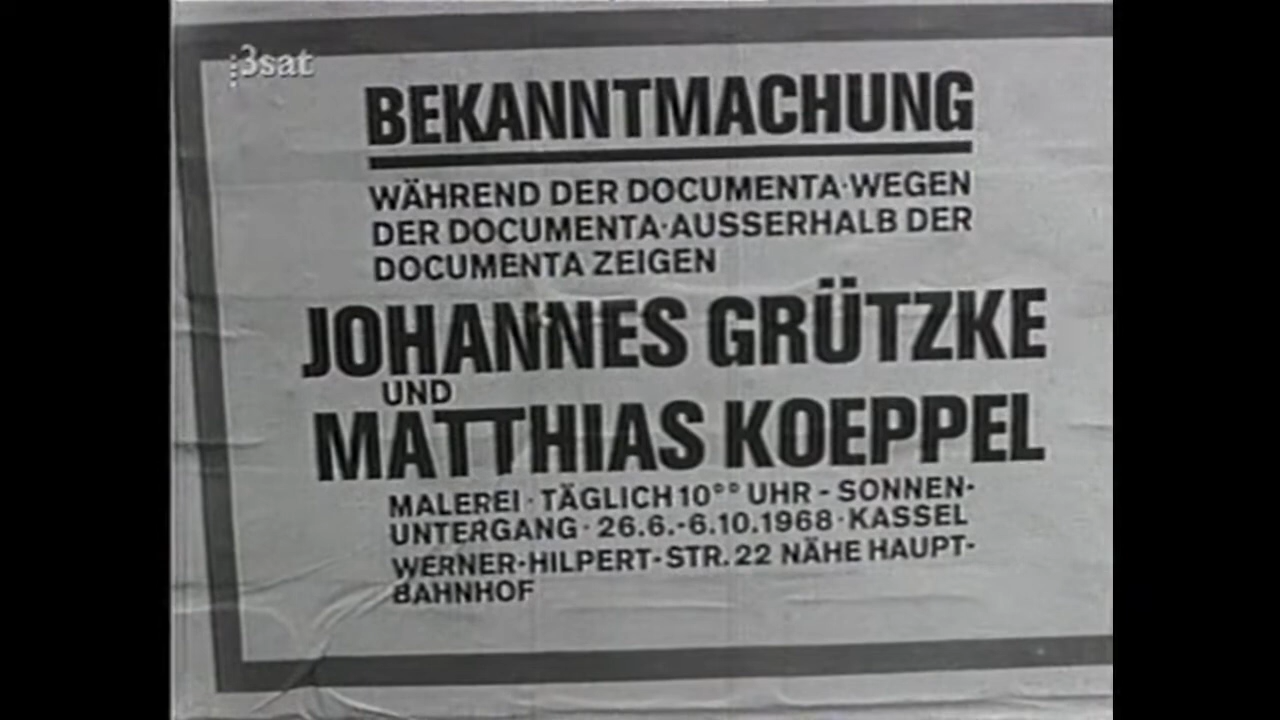 3sat
BEKANNTMACHUNG
WÄHREND DER DOCUMENTA·WEGEN
DER DOCUMENTA·AUSSERHALB DER
DOCUMENTA ZEIGEN
JOHANNES GRÜTZKE
UND
MATTHIAS KOEPPEL
MALEREI · TÄGLICH 10°° UHR - SONNEN-
UNTERGANG · 26.6.-6.10.1968 · KASSEL
WERNER-HILPERT-STR. 22 NÄHE HAUPT-
BAHNHOF